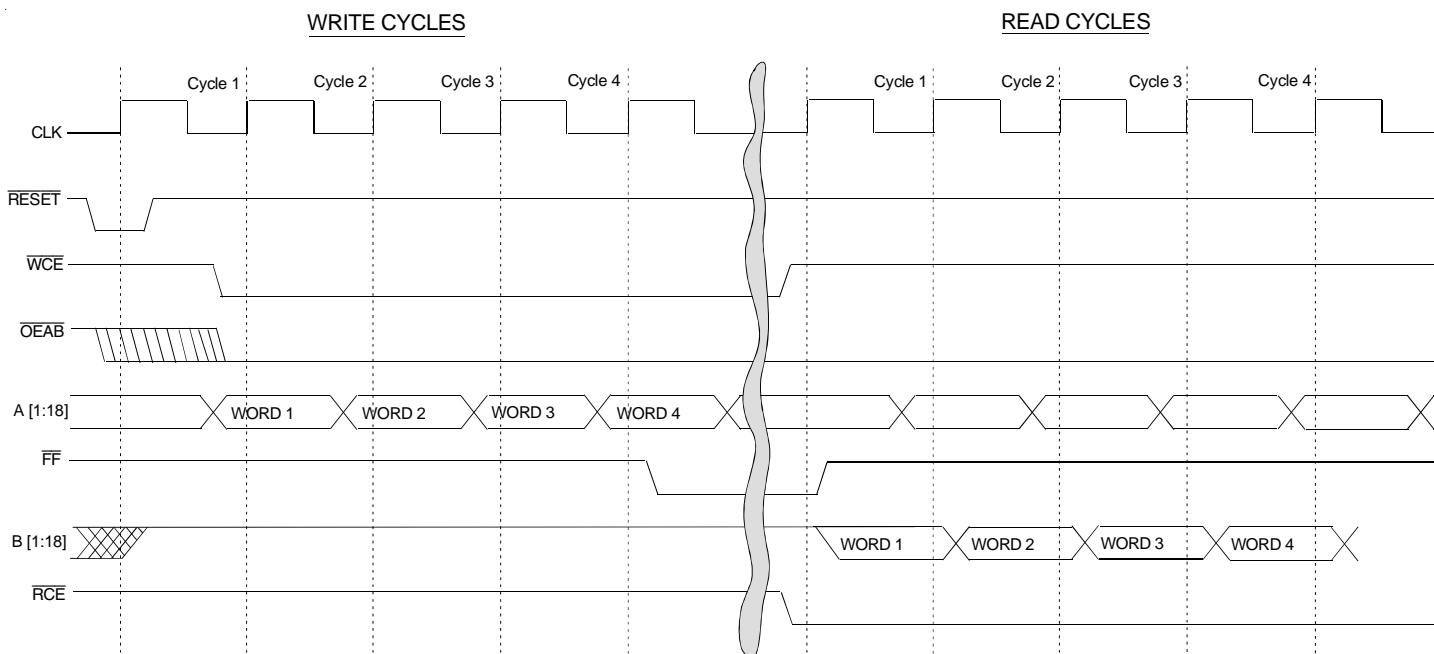 WRITE CYCLES
READ CYCLES
Cycle 1 Cycle 2 Cycle 3 Cycle 4 Cycle 1 Cycle 2 Cycle 3 Cycle 4
CLK
RESET
WCE
OEAB
A [1:18] WORD 1 WORD 2 WORD 3 WORD 4
FF
B [1:18] WORD 1 WORD 2 WORD 3 WORD 4
RCE